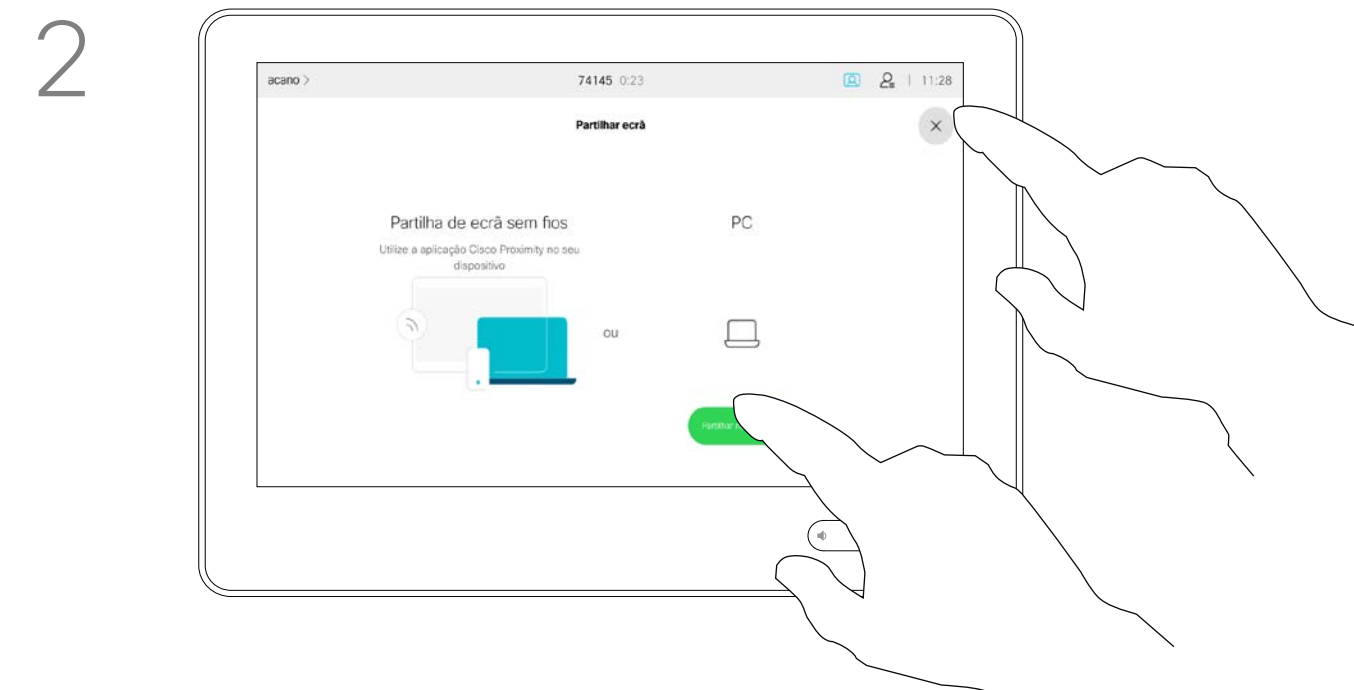 2
acano >
74145 0:23
11:28
Partilhar ecrã
Partilha de ecrã sem fios
PC
Utilize a aplicação Cisco Proximity no seu
dispositivo
ou
Partilhar